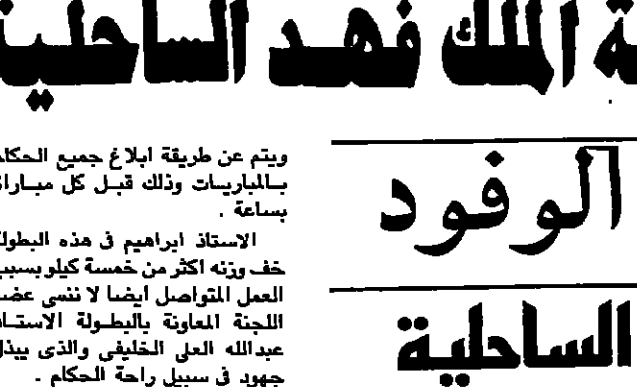 ة الملك فهد الساحلية
الوفود
الساحلية
ويتم عن طريقة ابلاغ جميع الحكام
بالمباريات وذلك قبل كل مباراة
بساعة .
الاستاذ ابراهيم فى هذه البطولة
خف وزنه اكثر من خمسة كيلو بسبب
العمل المتواصل ايضا لا ننسى عضو
اللجنة المعاونة بالبطولة الاستاذ
عبدالله العلى الخليفى والذى يبذل
جهود فى سبيل راحة الحكام .